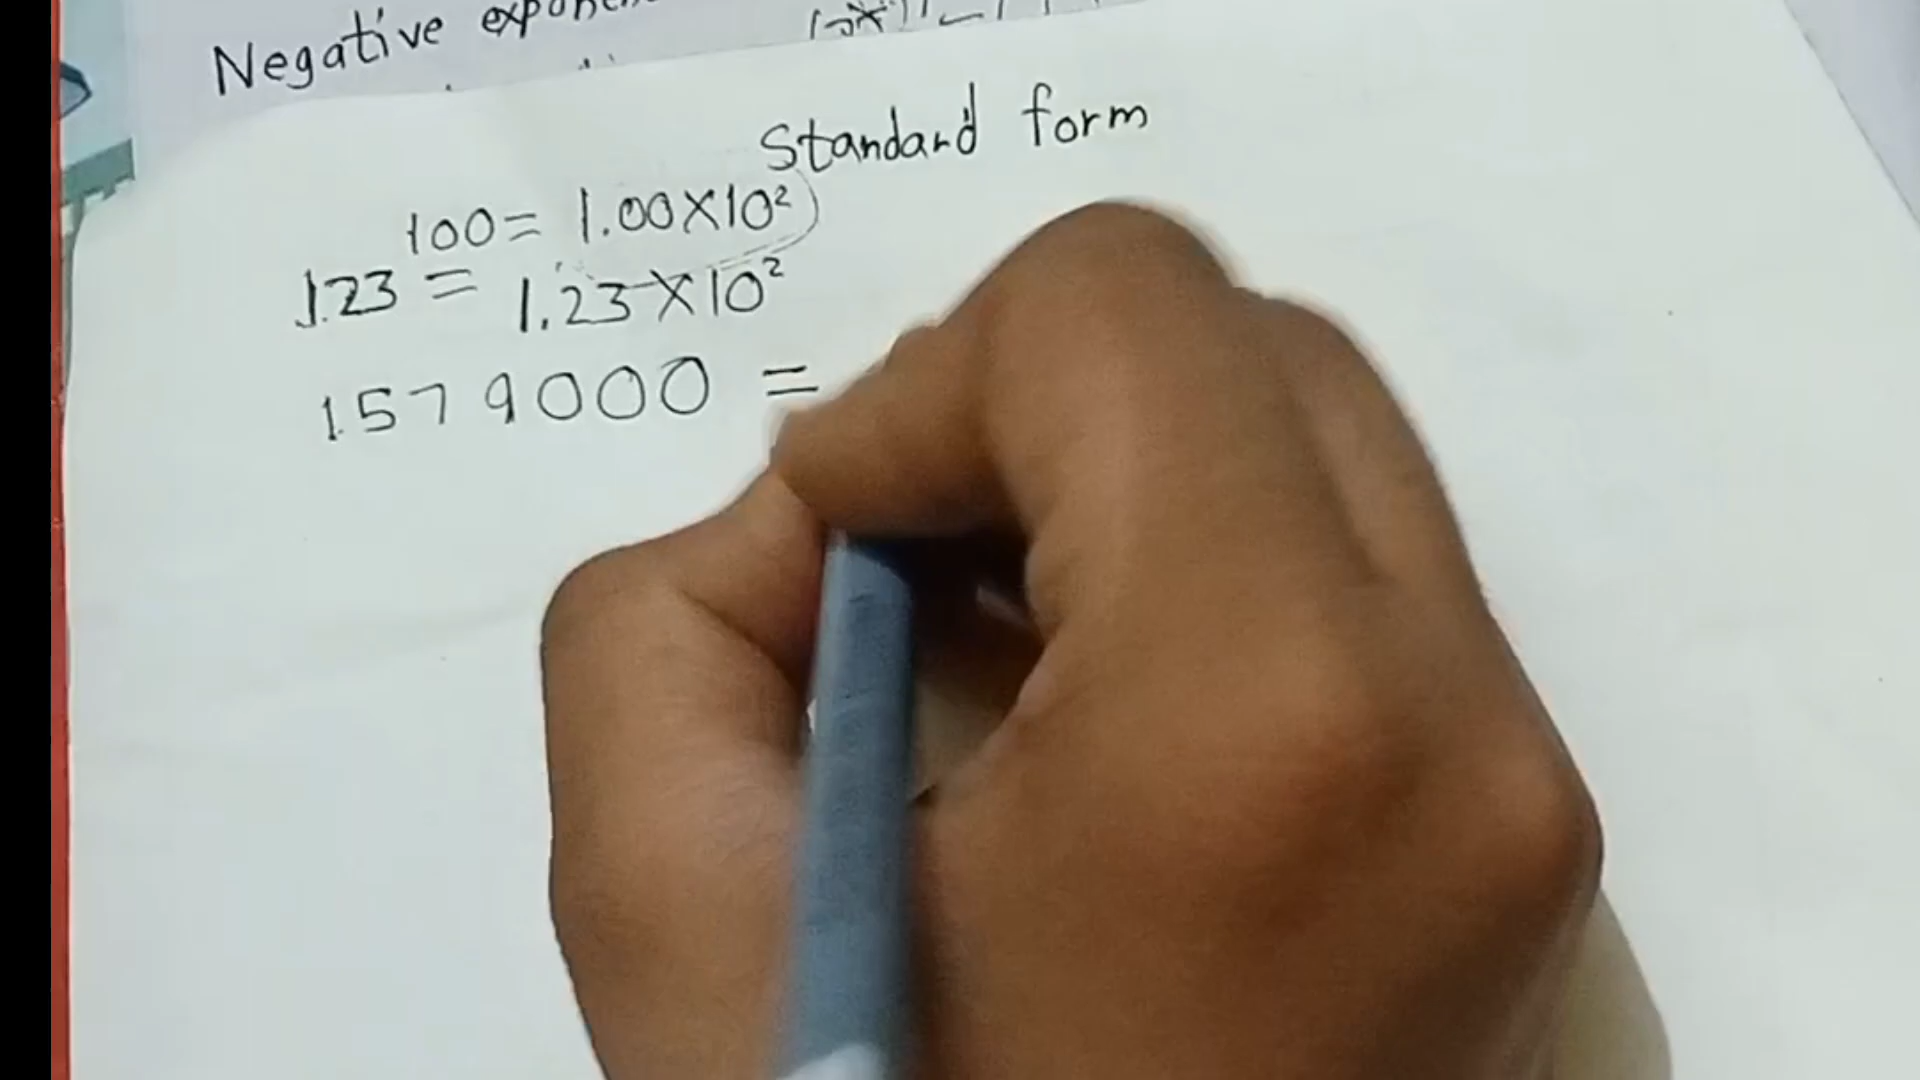 Negative
Standard form
100 = 1.00×10²
123 = 1.23×10²
1579000 =